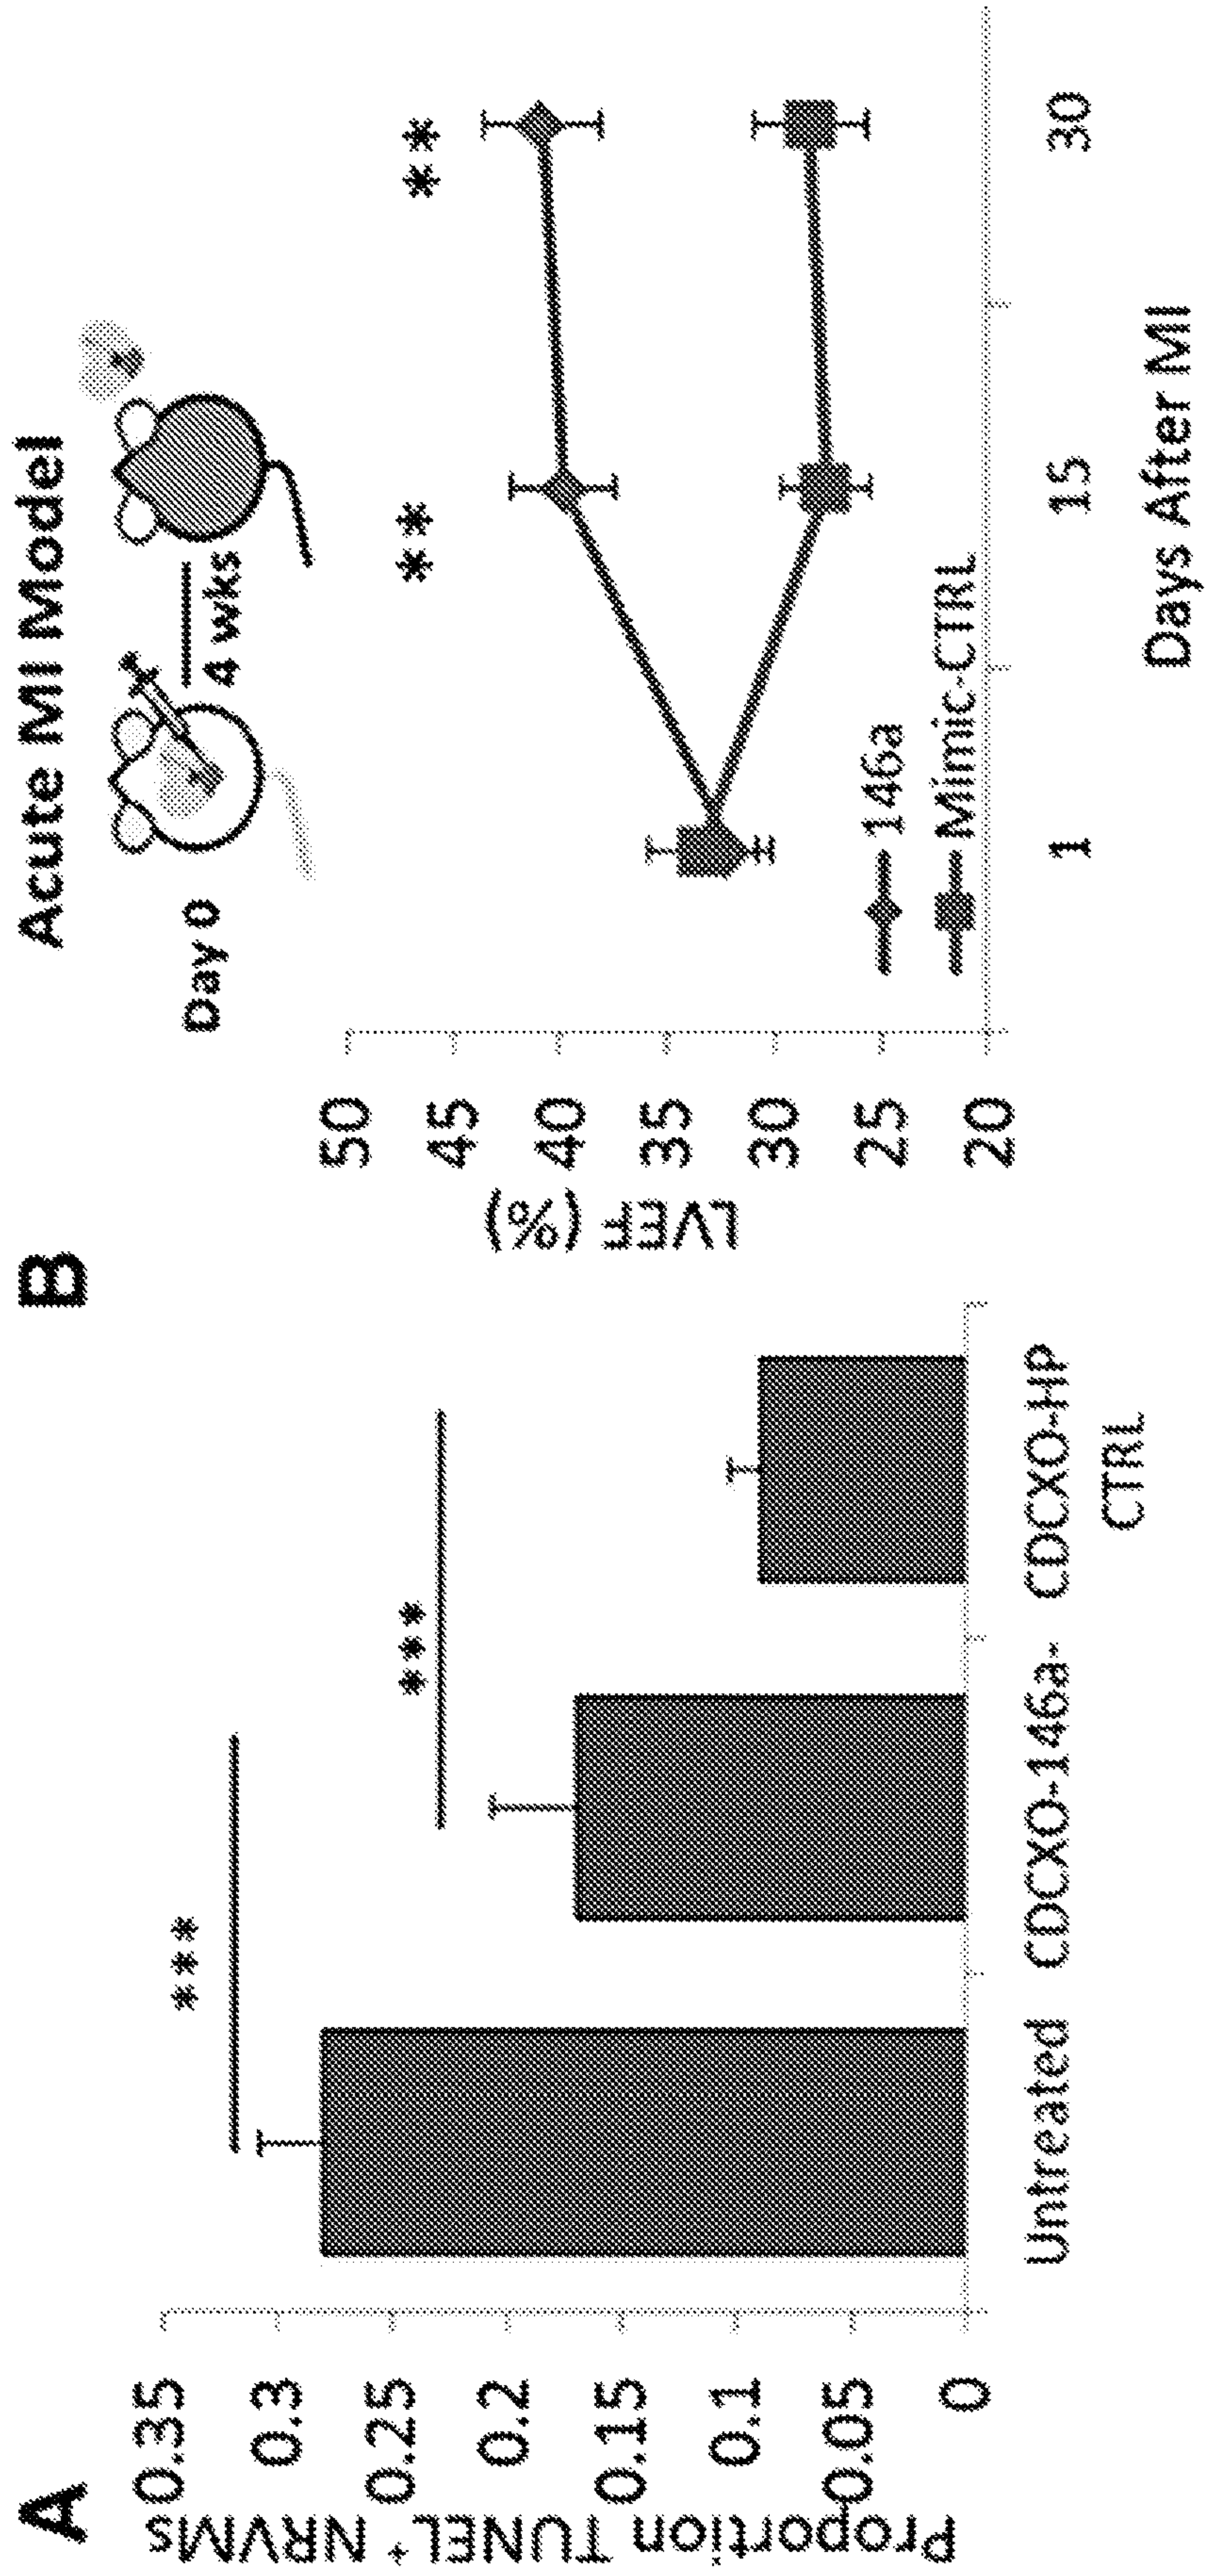 A
Proportion TUNEL+ NRVMs
0.35
0.3
0.25
0.2
0.15
0.1
0.05
0
***
***
Untreated
CDCXO-146a-
CDCXO-HP
CTRL
B
Acute MI Model
Day 0
4 wks
LVEF (%)
50
45
40
35
30
25
20
**
**
146a
Mimic-CTRL
1
15
30
Days After MI